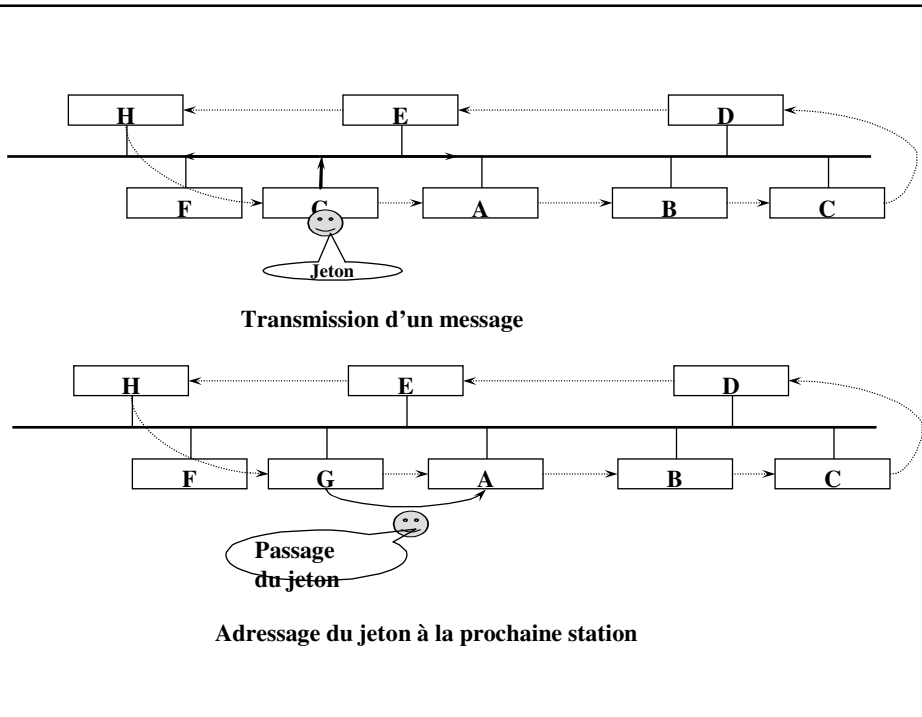 H E D
F G A B C
Jeton
Transmission d'un message
H E D
F G A B C
Passage
du jeton
Adressage du jeton à la prochaine station